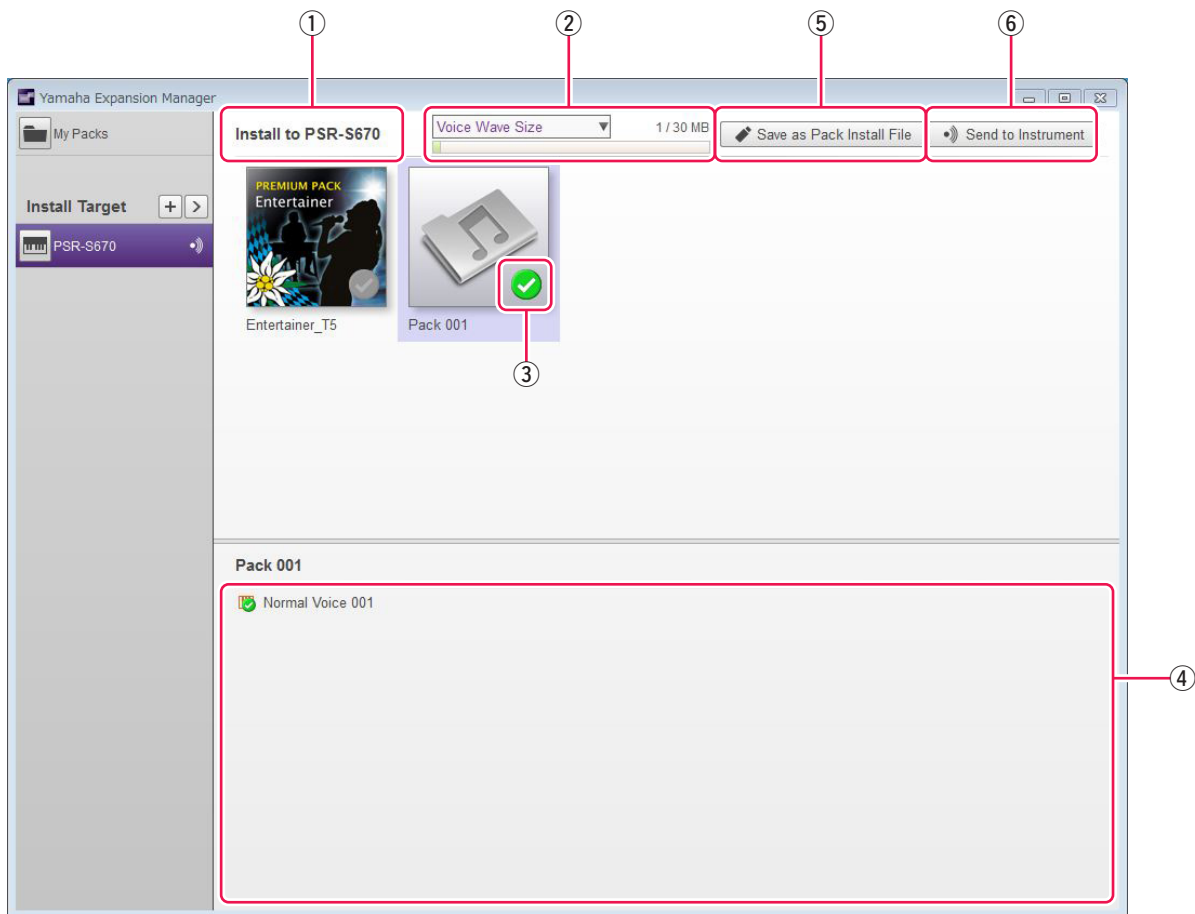 ① ② ⑤ ⑥
Yamaha Expansion Manager
My Packs
Install to PSR-S670
Voice Wave Size
1 / 30 MB
Save as Pack Install File
Send to Instrument
Install Target
PSR-S670
PREMIUM PACK
Entertainer
Entertainer_T5
Pack 001
③
Pack 001
Normal Voice 001
④